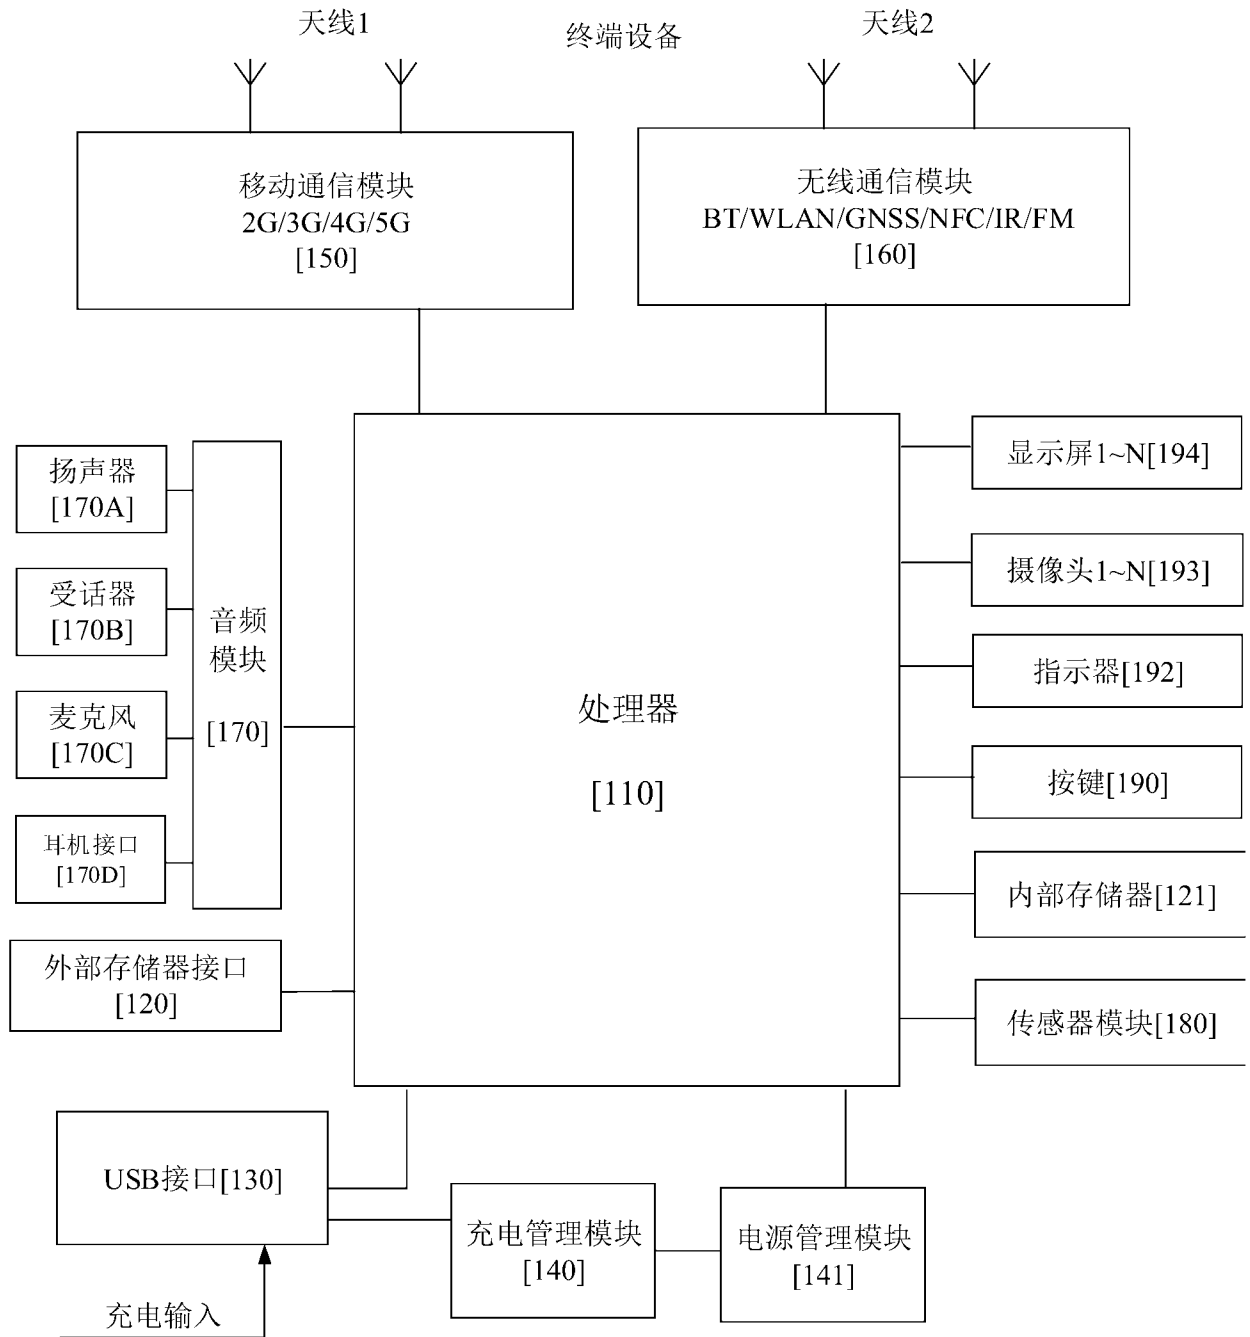 天线1
终端设备
天线2
移动通信模块
2G/3G/4G/5G
[150]
无线通信模块
BT/WLAN/GNSS/NFC/IR/FM
[160]
扬声器
[170A]
受话器
[170B]
麦克风
[170C]
耳机接口
[170D]
音频
模块
[170]
外部存储器接口
[120]
处理器
[110]
显示屏1~N[194]
摄像头1~N[193]
指示器[192]
按键[190]
内部存储器[121]
传感器模块[180]
USB接口[130]
充电管理模块
[140]
电源管理模块
[141]
充电输入